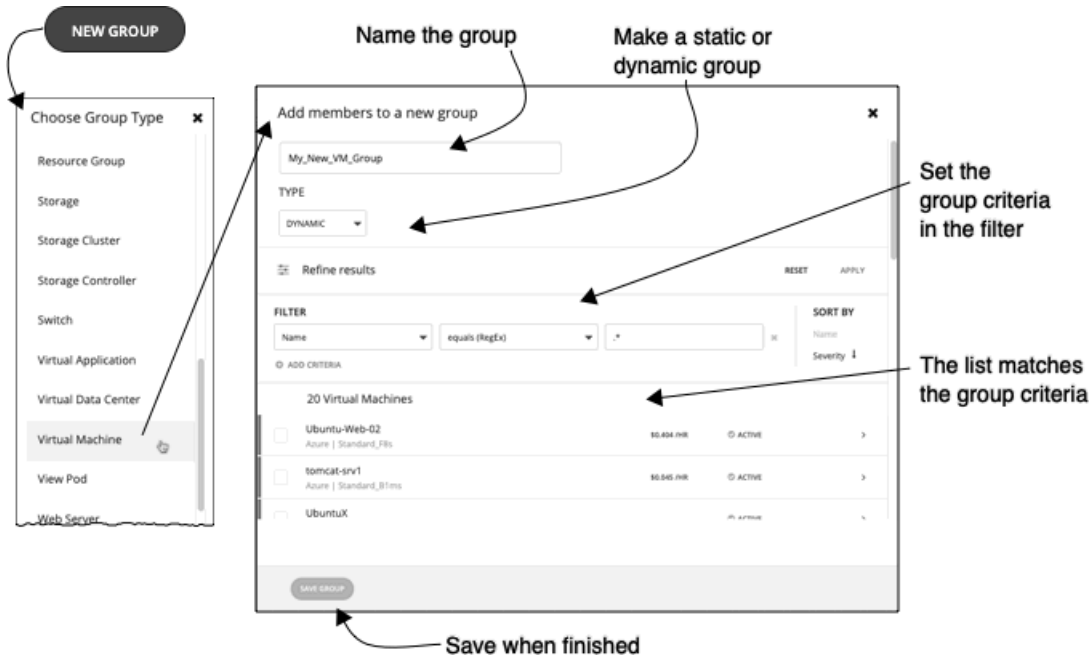 NEW GROUP
Name the group
Make a static or
dynamic group
Choose Group Type
Resource Group
Storage
Storage Cluster
Storage Controller
Switch
Virtual Application
Virtual Data Center
Virtual Machine
View Pod
Web Server
Add members to a new group
My_New_VM_Group
TYPE
DYNAMIC
Refine results
RESET
APPLY
FILTER
Name
equals (RegEx)
.*
ADD CRITERIA
SORT BY
Name
Severity
20 Virtual Machines
Ubuntu-Web-02
Azure | Standard_F8s
$0.404 /HR
ACTIVE
tomcat-srv1
Azure | Standard_B1ms
$0.045 /HR
ACTIVE
UbuntuX
ACTIVE
SAVE GROUP
Set the
group criteria
in the filter
The list matches
the group criteria
Save when finished